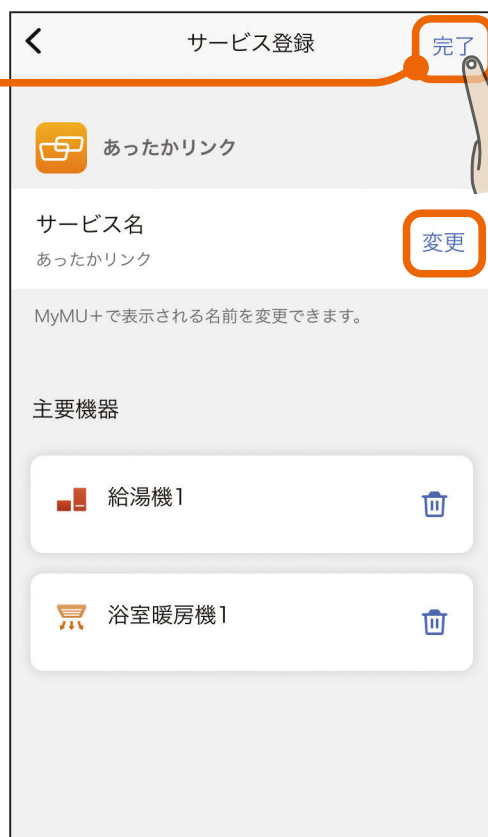 サービス登録
完了
あったかリンク
サービス名
あったかリンク
変更
MyMU+で表示される名前を変更できます。
主要機器
給湯機1
浴室暖房機1